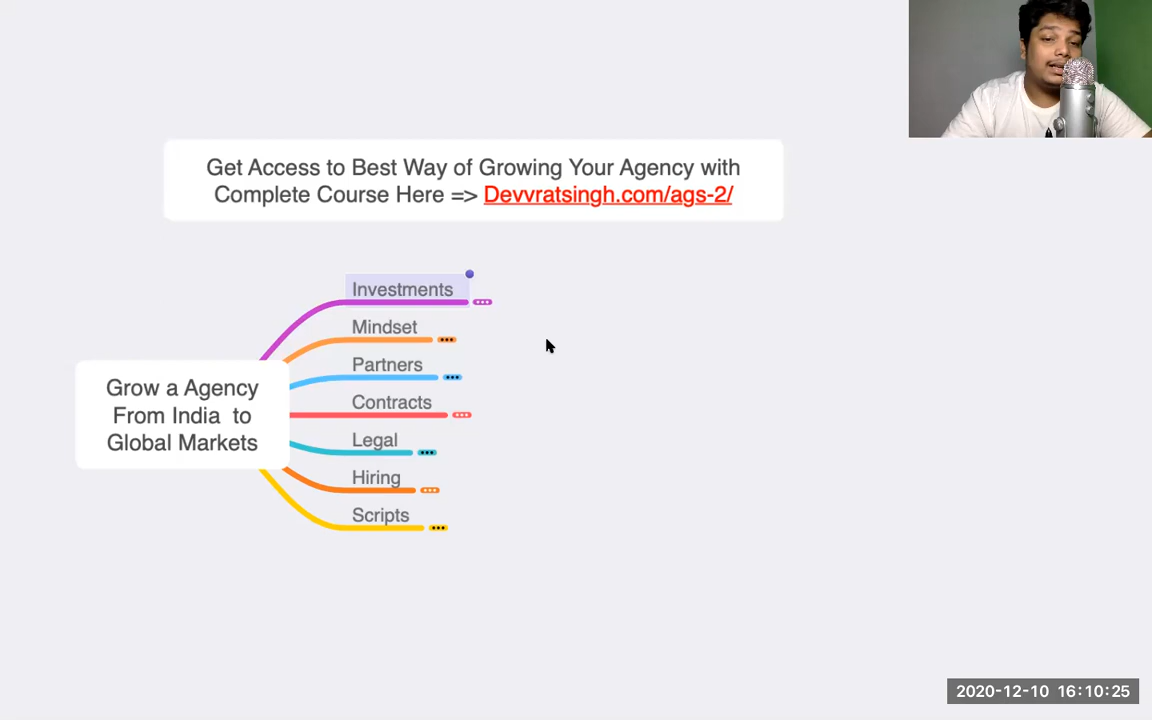 Get Access to Best Way of Growing Your Agency with
Complete Course Here => Devvratsingh.com/ags-2/
Investments
Mindset
Partners
Grow a Agency
From India to
Global Markets
Contracts
Legal
Hiring
Scripts
2020-12-10 16:10:25